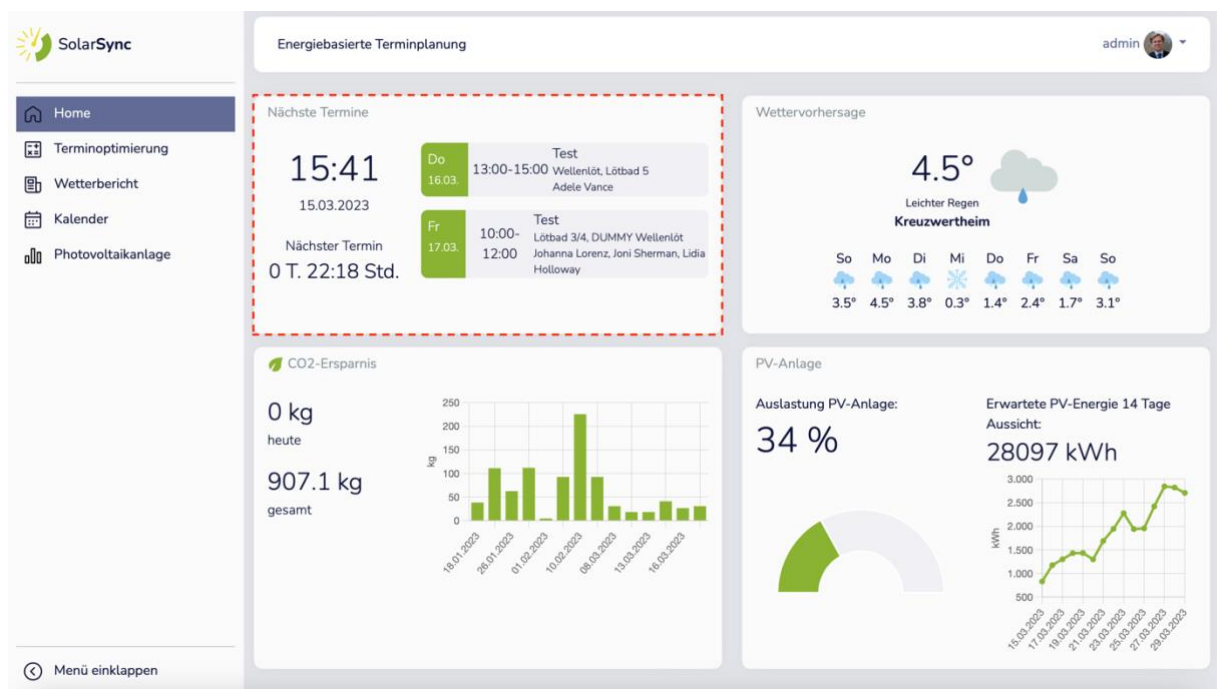 SolarSync
Energiebasierte Terminplanung
admin
Home
Terminoptimierung
Wetterbericht
Kalender
Photovoltaikanlage
Menü einklappen
Nächste Termine
15:41
15.03.2023
Nächster Termin
0 T. 22:18 Std.
Do
16.03.
13:00-15:00
Test
Wellenlöt, Lötbad 5
Adele Vance
Fr
17.03.
10:00-
12:00
Test
Lötbad 3/4, DUMMY Wellenlöt
Johanna Lorenz, Joni Sherman, Lidia
Holloway
Wettervorhersage
4.5°
Leichter Regen
Kreuzwertheim
So Mo Di Mi Do Fr Sa So
3.5° 4.5° 3.8° 0.3° 1.4° 2.4° 1.7° 3.1°
CO2-Ersparnis
0 kg
heute
907.1 kg
gesamt
kg
250
200
150
100
50
0
18.01.2023
26.01.2023
01.02.2023
10.02.2023
08.03.2023
13.03.2023
16.03.2023
PV-Anlage
Auslastung PV-Anlage:
34 %
Erwartete PV-Energie 14 Tage
Aussicht:
28097 kWh
kWh
3.000
2.500
2.000
1.500
1.000
500
15.03.2023
17.03.2023
19.03.2023
21.03.2023
23.03.2023
25.03.2023
27.03.2023
29.03.2023